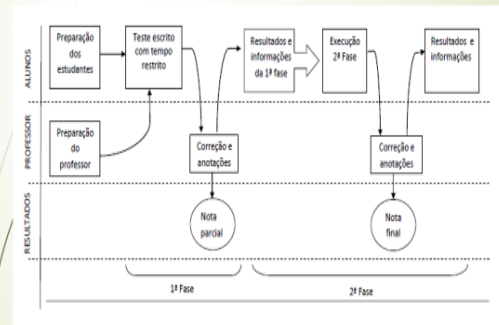 ALUNOS
Preparação
dos
estudantes
Teste escrito
com tempo
restrito
Resultados e
informações
da 1ª fase
Execução
2ª Fase
Resultados e
informações
PROFESSOR
Preparação
do
professor
Correção e
anotações
Correção e
anotações
RESULTADOS
Nota
parcial
Nota
final
1ª Fase
2ª Fase